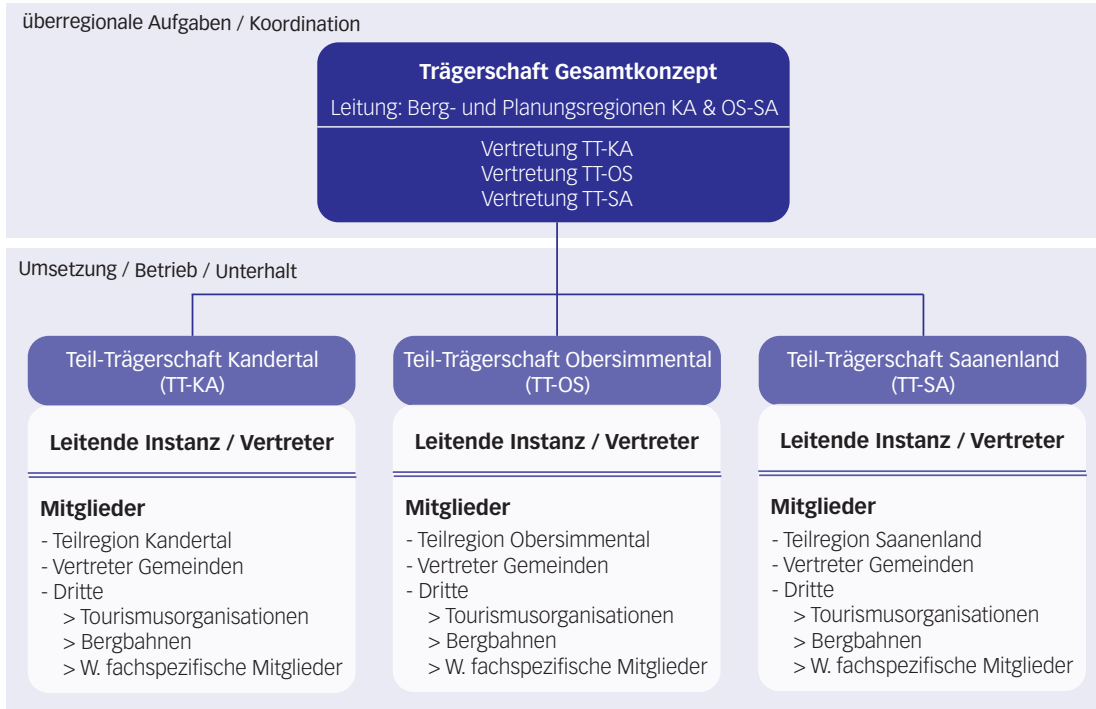 überregionale Aufgaben / Koordination
Trägerschaft Gesamtkonzept
Leitung: Berg- und Planungsregionen KA & OS-SA
Vertretung TT-KA
Vertretung TT-OS
Vertretung TT-SA
Umsetzung / Betrieb / Unterhalt
Teil-Trägerschaft Kandertal
(TT-KA)
Leitende Instanz / Vertreter
Mitglieder
- Teilregion Kandertal
- Vertreter Gemeinden
- Dritte
> Tourismusorganisationen
> Bergbahnen
> W. fachspezifische Mitglieder
Teil-Trägerschaft Obersimmental
(TT-OS)
Leitende Instanz / Vertreter
Mitglieder
- Teilregion Obersimmental
- Vertreter Gemeinden
- Dritte
> Tourismusorganisationen
> Bergbahnen
> W. fachspezifische Mitglieder
Teil-Trägerschaft Saanenland
(TT-SA)
Leitende Instanz / Vertreter
Mitglieder
- Teilregion Saanenland
- Vertreter Gemeinden
- Dritte
> Tourismusorganisationen
> Bergbahnen
> W. fachspezifische Mitglieder